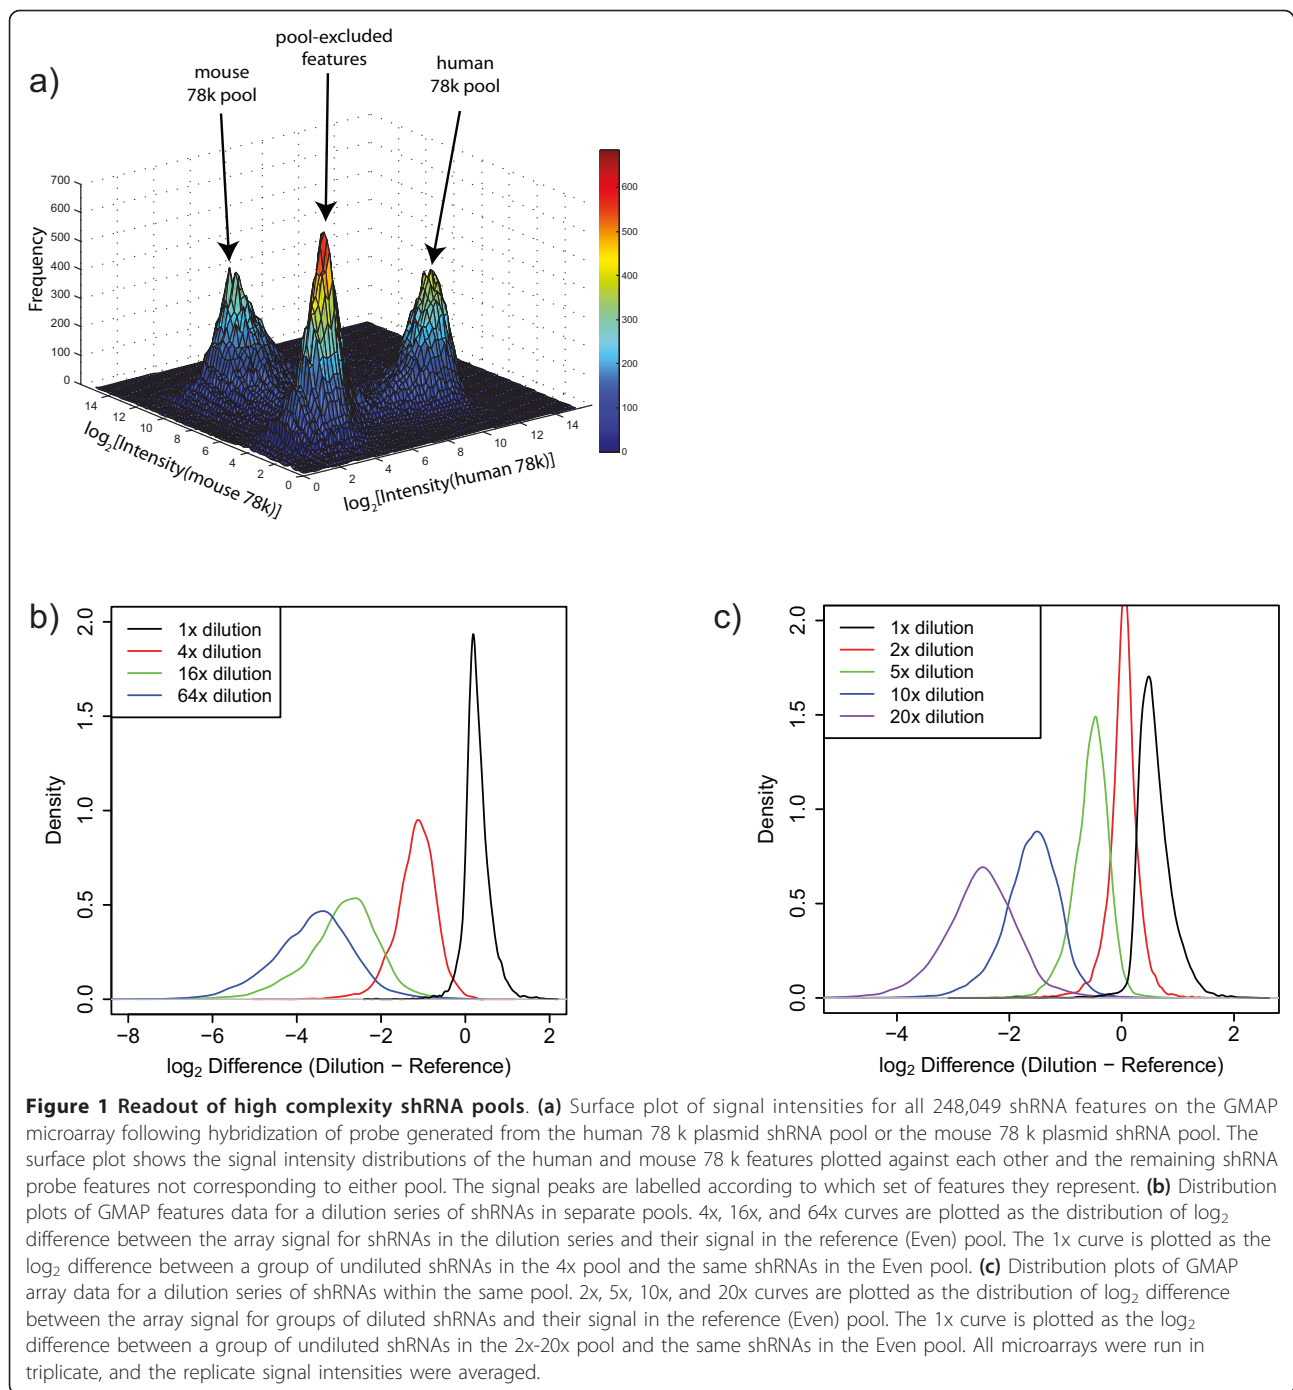 a)
mouse
78k pool
pool-excluded
features
human
78k pool
Frequency
700
600
500
400
300
200
100
0
14
12
10
8
6
4
2
0
log2[Intensity(mouse 78k)]
0
2
4
6
8
10
12
14
log2[Intensity(human 78k)]
600
500
400
300
200
100
0
b)
1x dilution
4x dilution
16x dilution
64x dilution
Density
2.0
1.5
1.0
0.5
0.0
−8 −6 −4 −2 0 2
log2 Difference (Dilution − Reference)
c)
1x dilution
2x dilution
5x dilution
10x dilution
20x dilution
Density
2.0
1.5
1.0
0.5
0.0
−4 −2 0 2
log2 Difference (Dilution − Reference)
Figure 1 Readout of high complexity shRNA pools. (a) Surface plot of signal intensities for all 248,049 shRNA features on the GMAP
microarray following hybridization of probe generated from the human 78 k plasmid shRNA pool or the mouse 78 k plasmid shRNA pool. The
surface plot shows the signal intensity distributions of the human and mouse 78 k features plotted against each other and the remaining shRNA
probe features not corresponding to either pool. The signal peaks are labelled according to which set of features they represent. (b) Distribution
plots of GMAP features data for a dilution series of shRNAs in separate pools. 4x, 16x, and 64x curves are plotted as the distribution of log2
difference between the array signal for shRNAs in the dilution series and their signal in the reference (Even) pool. The 1x curve is plotted as the
log2 difference between a group of undiluted shRNAs in the 4x pool and the same shRNAs in the Even pool. (c) Distribution plots of GMAP
array data for a dilution series of shRNAs within the same pool. 2x, 5x, 10x, and 20x curves are plotted as the distribution of log2 difference
between the array signal for groups of diluted shRNAs and their signal in the reference (Even) pool. The 1x curve is plotted as the log2
difference between a group of undiluted shRNAs in the 2x-20x pool and the same shRNAs in the Even pool. All microarrays were run in
triplicate, and the replicate signal intensities were averaged.